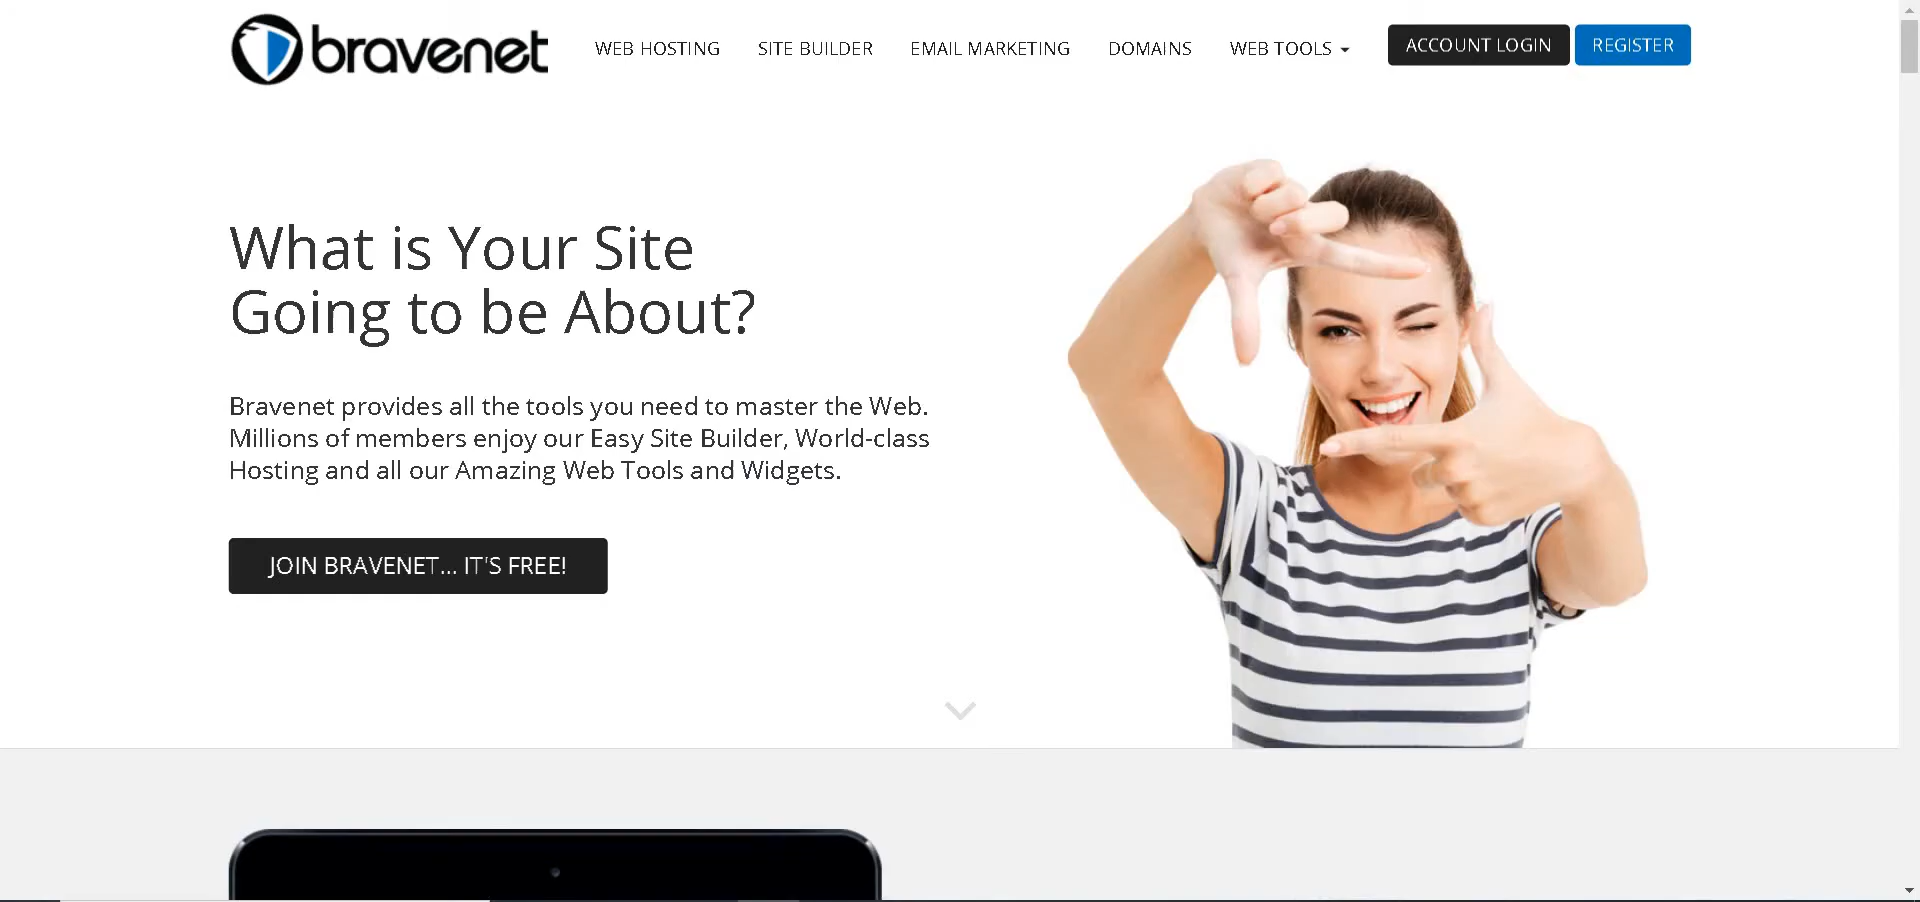 bravenet
WEB HOSTING
SITE BUILDER
EMAIL MARKETING
DOMAINS
WEB TOOLS
ACCOUNT LOGIN
REGISTER
What is Your Site
Going to be About?
Bravenet provides all the tools you need to master the Web.
Millions of members enjoy our Easy Site Builder, World-class
Hosting and all our Amazing Web Tools and Widgets.
JOIN BRAVENET... IT'S FREE!